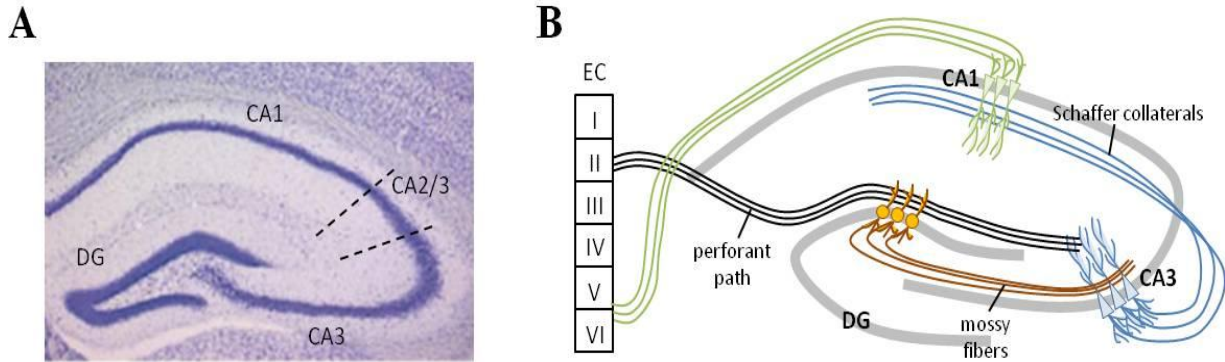 A
CA1
CA2/3
DG
CA3
B
EC
I
II
III
IV
V
VI
CA1
Schaffer collaterals
perforant
path
CA3
DG
mossy
fibers